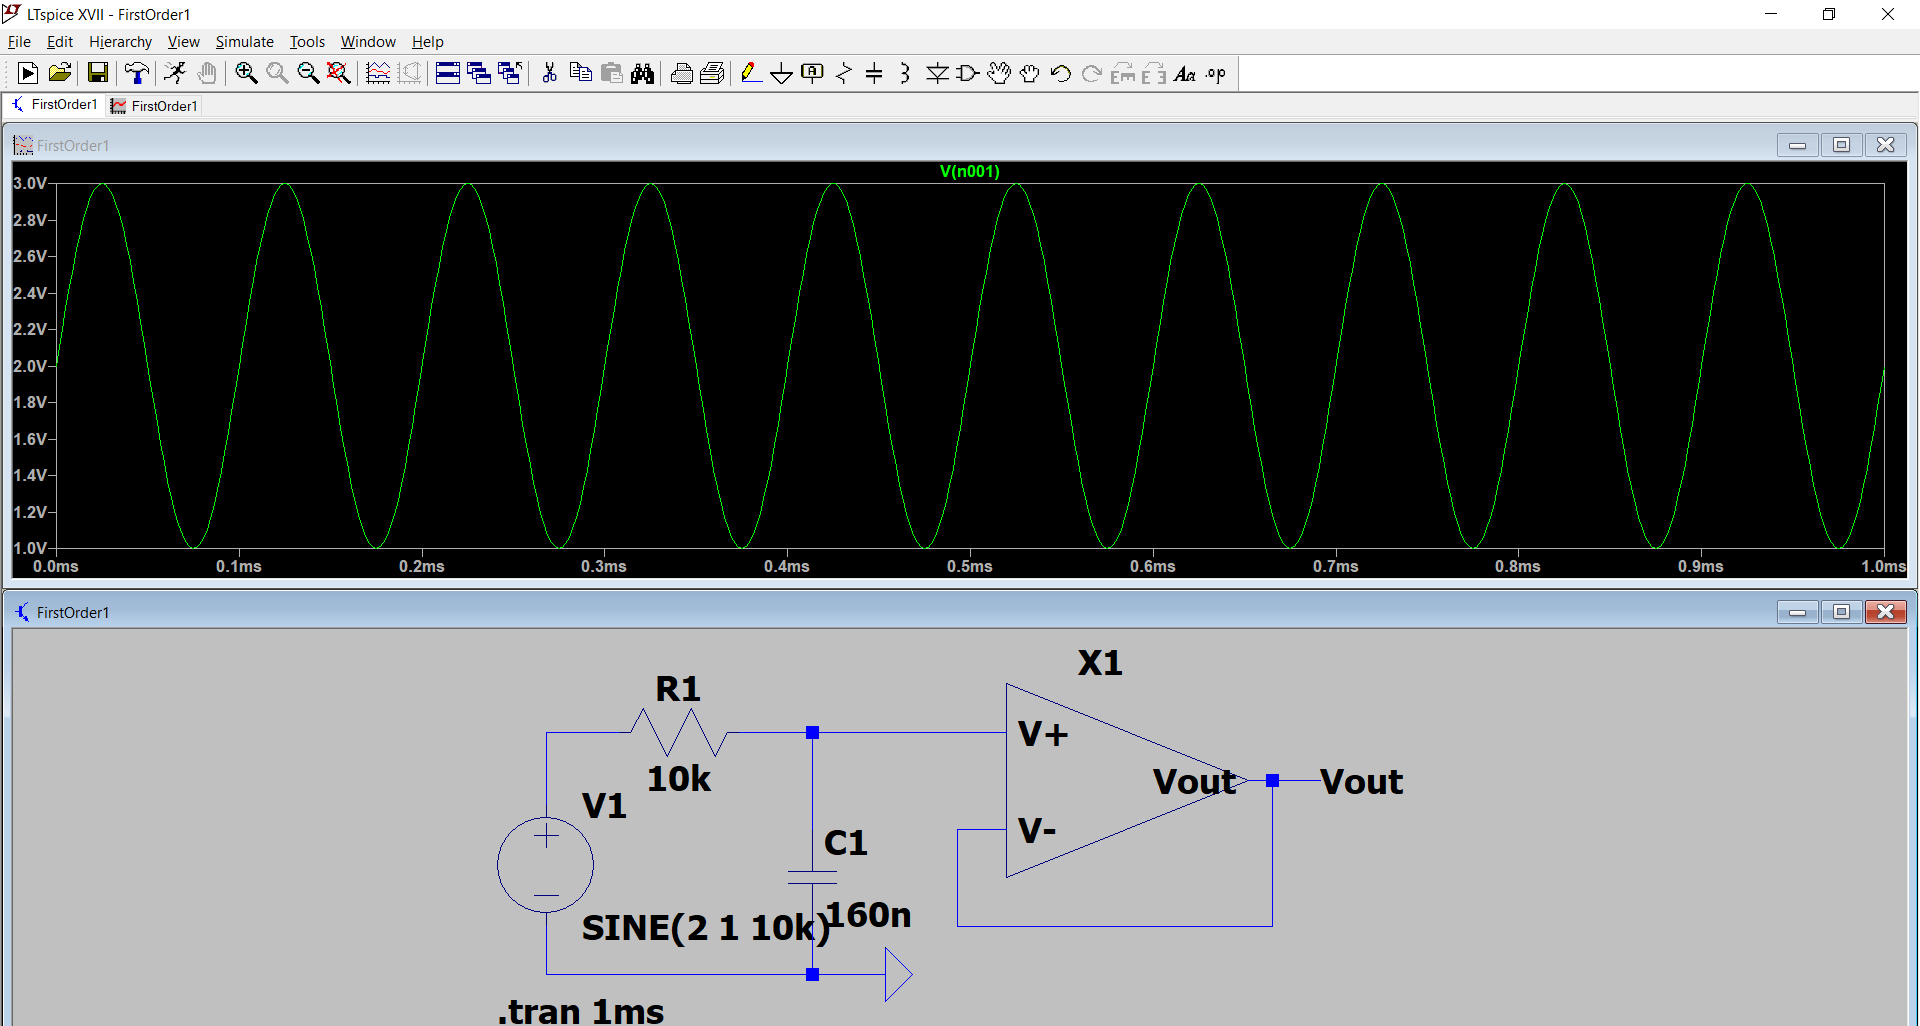 LTspice XVII - FirstOrder1
File Edit Hierarchy View Simulate Tools Window Help
A Aa .op
FirstOrder1 FirstOrder1
FirstOrder1
V(n001)
3.0V
2.8V
2.6V
2.4V
2.2V
2.0V
1.8V
1.6V
1.4V
1.2V
1.0V
0.0ms 0.1ms 0.2ms 0.3ms 0.4ms 0.5ms 0.6ms 0.7ms 0.8ms 0.9ms 1.0ms
FirstOrder1
X1
R1
V+
10k
Vout Vout
V1
V-
C1
160n
SINE(2 1 10k)
.tran 1ms